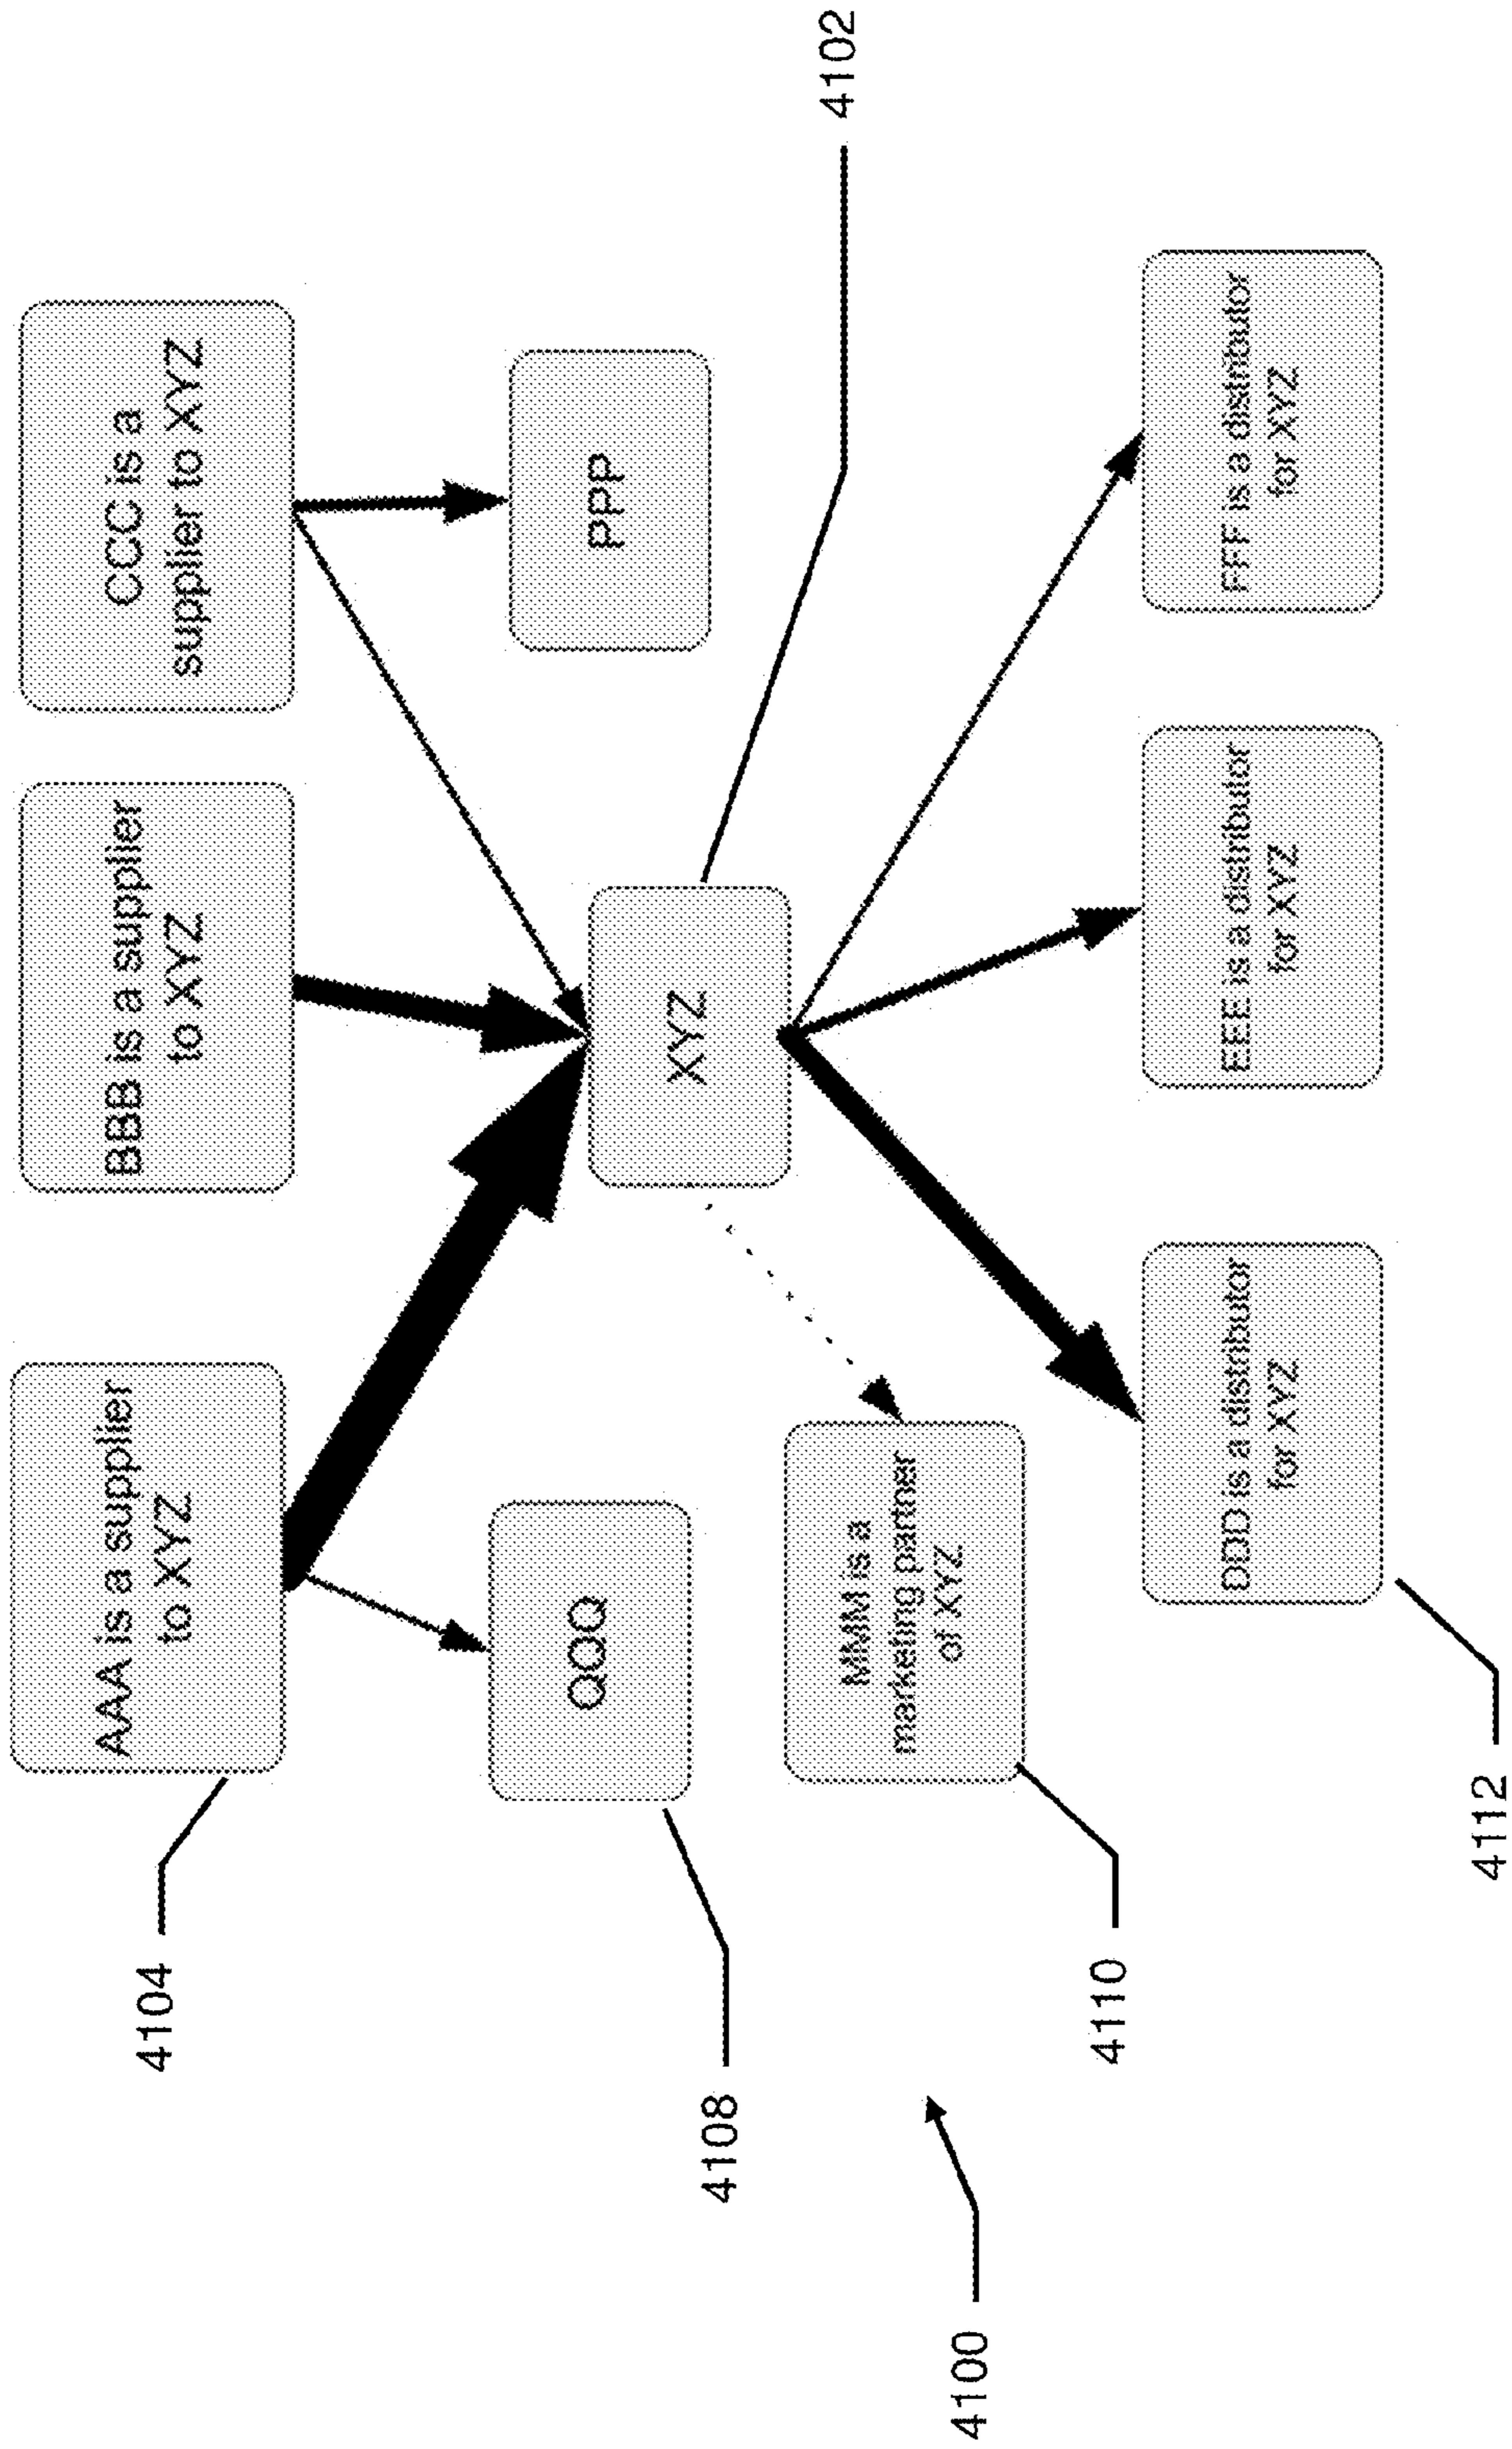 AAA is a supplier
to XYZ
BBB is a supplier
to XYZ
CCC is a
supplier to XYZ
4104
QQQ
XYZ
PPP
4108
4102
MMM is a
marketing partner
of XYZ
4100
4110
DDD is a distributor
for XYZ
EEE is a distributor
for XYZ
FFF is a distributor
for XYZ
4112